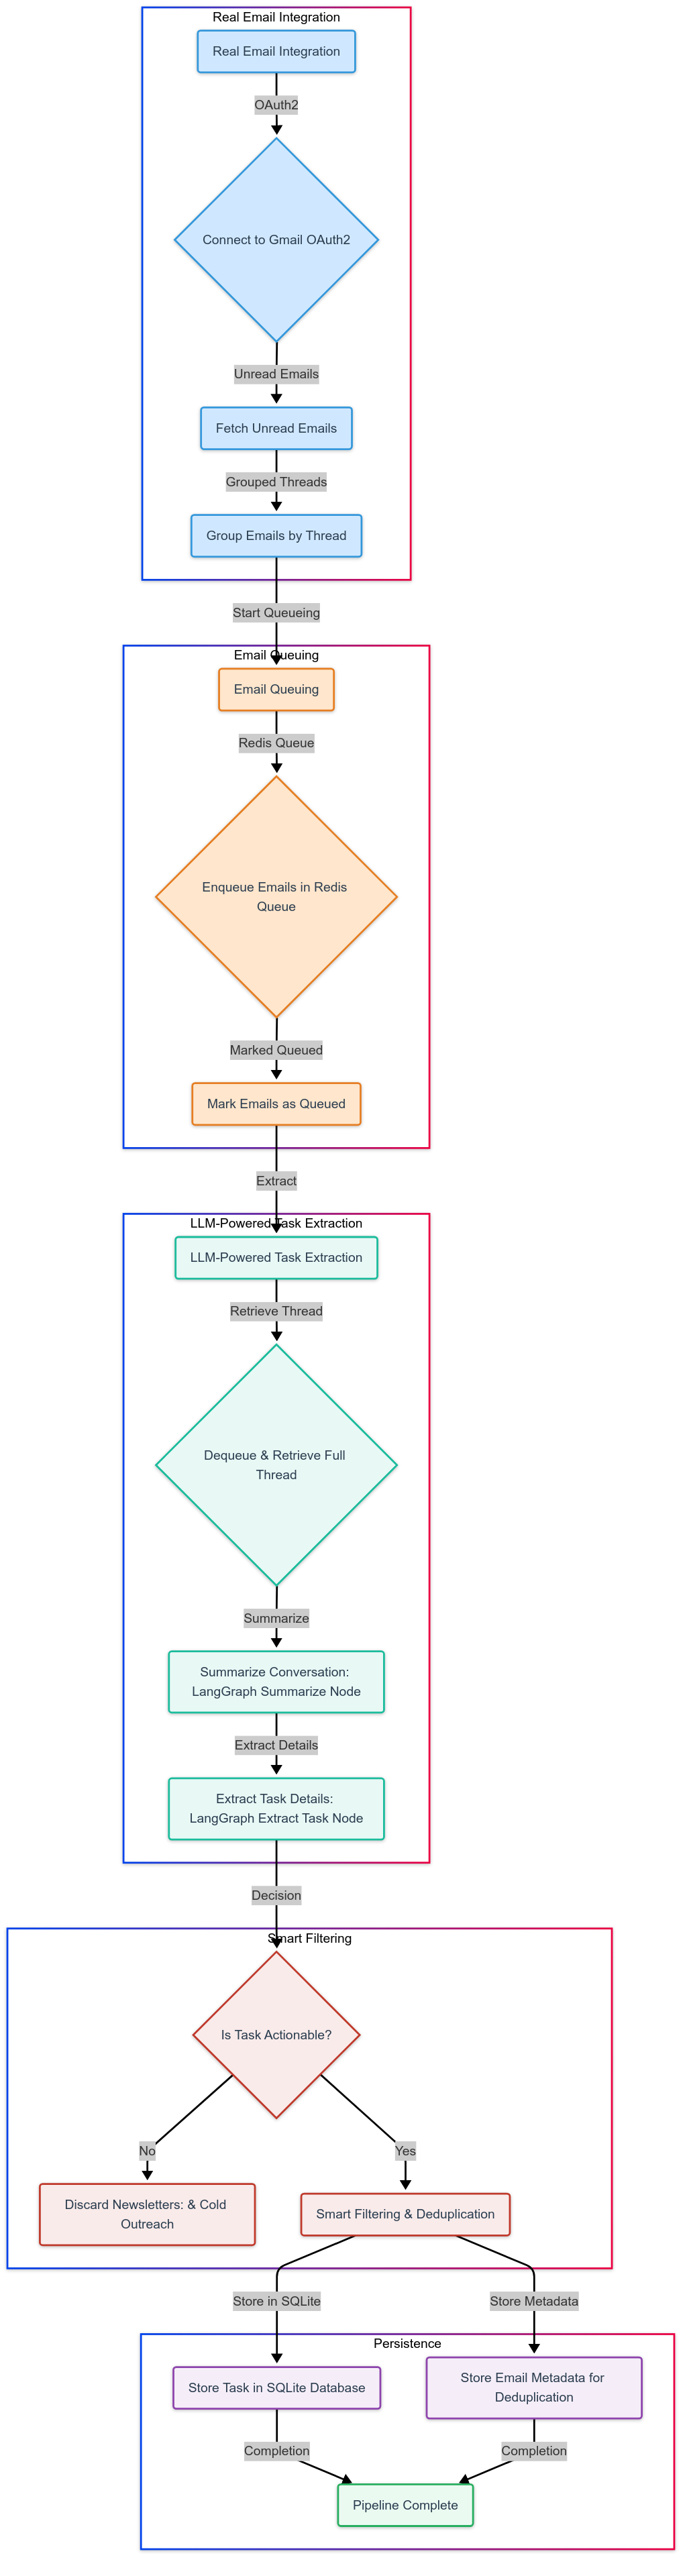 Real Email Integration
Real Email Integration
OAuth2
Connect to Gmail OAuth2
Unread Emails
Fetch Unread Emails
Grouped Threads
Group Emails by Thread
Start Queueing
Email Queuing
Email Queuing
Redis Queue
Enqueue Emails in Redis
Queue
Marked Queued
Mark Emails as Queued
Extract
LLM-Powered Task Extraction
LLM-Powered Task Extraction
Retrieve Thread
Dequeue & Retrieve Full
Thread
Summarize
Summarize Conversation:
LangGraph Summarize Node
Extract Details
Extract Task Details:
LangGraph Extract Task Node
Decision
Smart Filtering
Is Task Actionable?
No
Yes
Discard Newsletters: & Cold
Outreach
Smart Filtering & Deduplication
Store in SQLite
Store Metadata
Persistence
Store Task in SQLite Database
Store Email Metadata for
Deduplication
Completion
Completion
Pipeline Complete